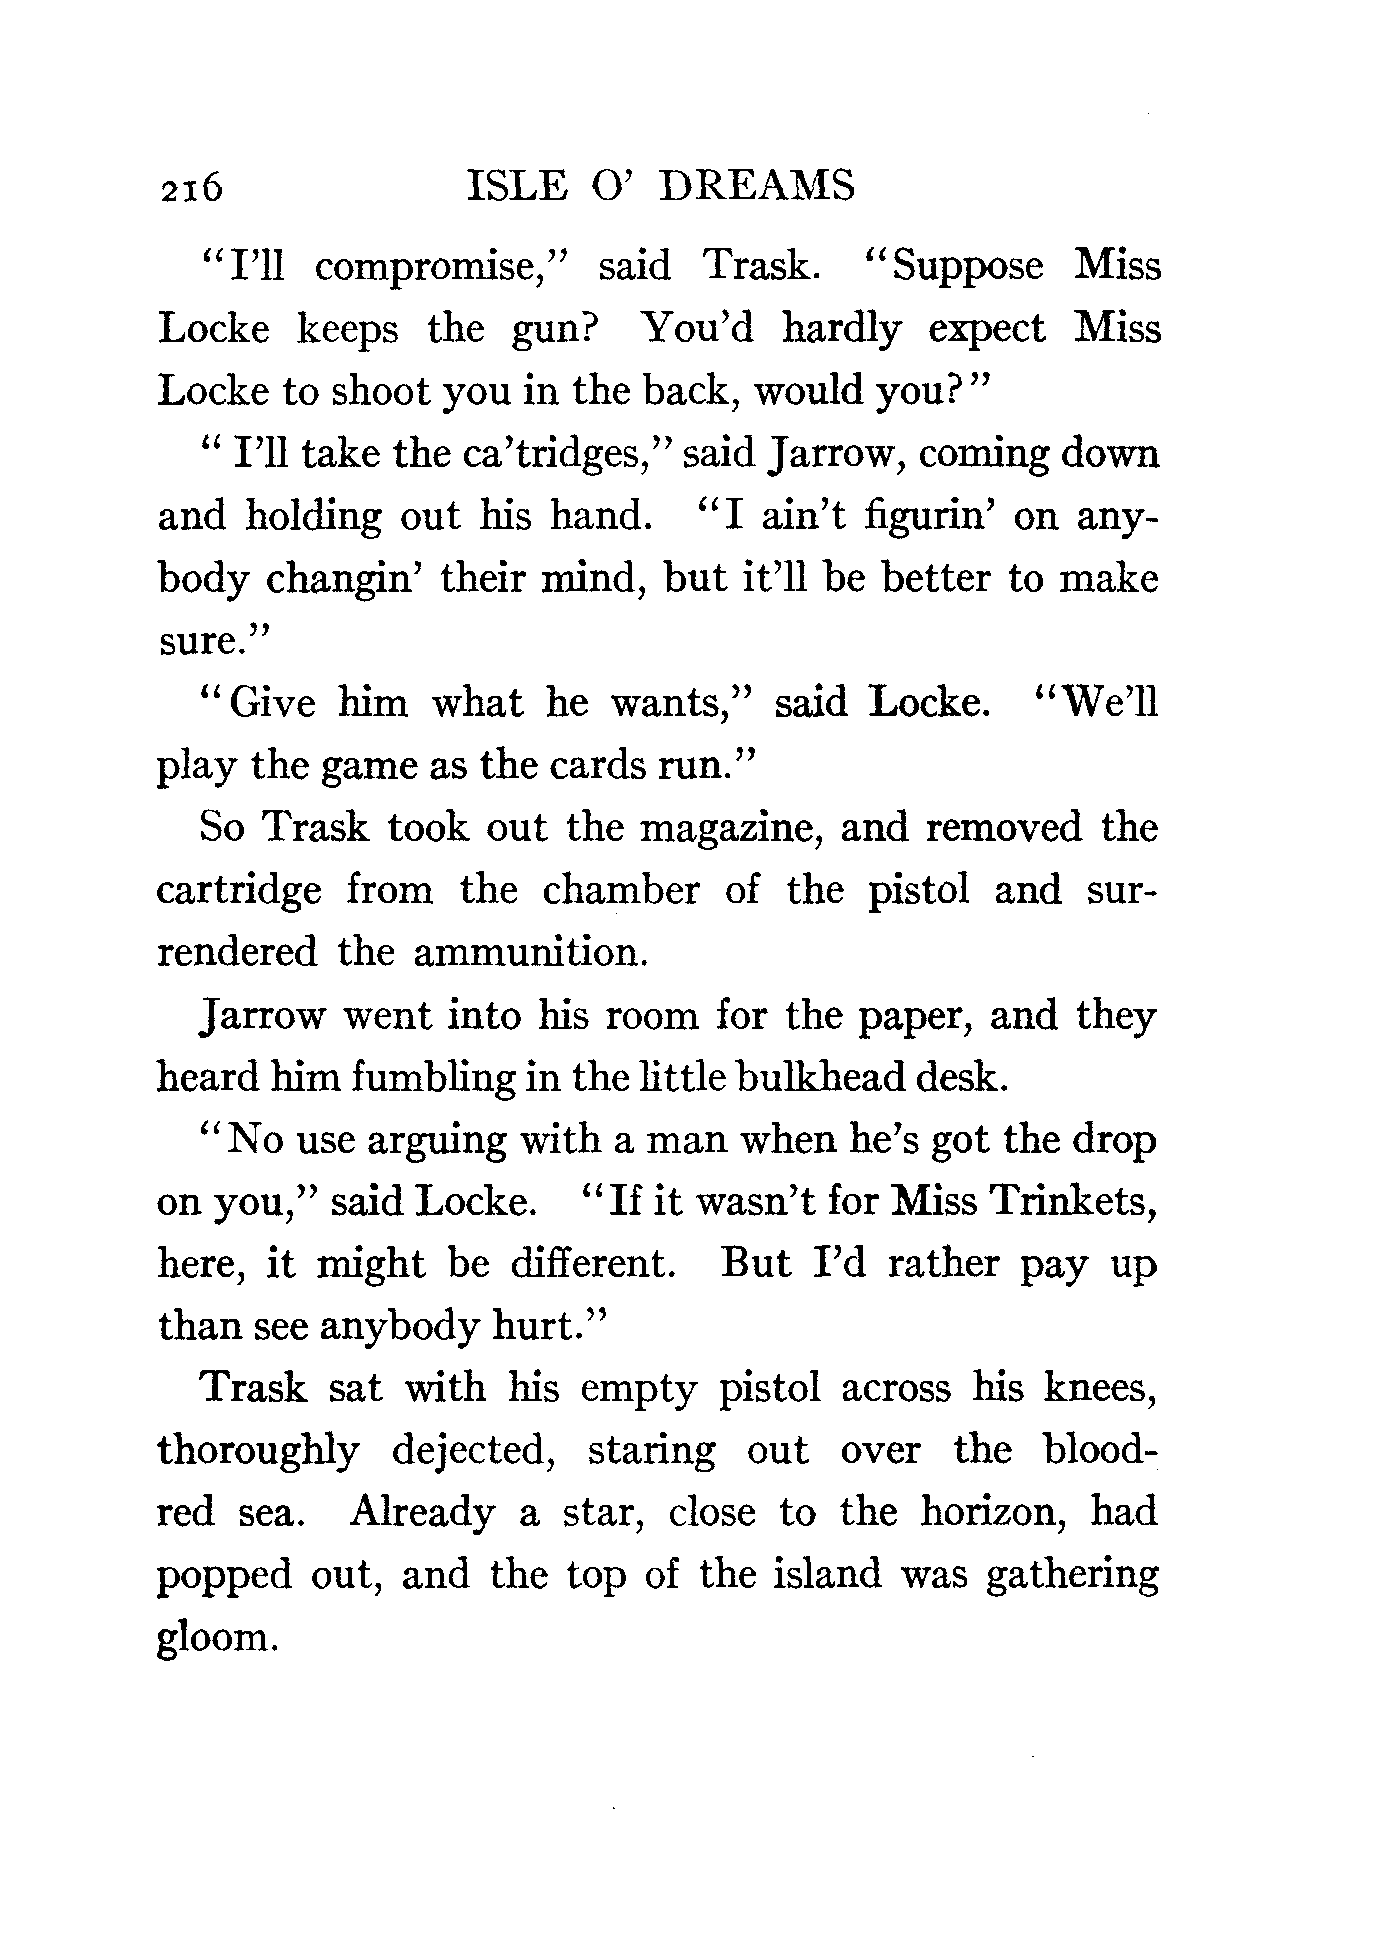 216 ISLE O' DREAMS
"I'll compromise," said Trask. "Suppose Miss
Locke keeps the gun? You'd hardly expect Miss
Locke to shoot you in the back, would you?"
"I'll take the ca'tridges," said Jarrow, coming down
and holding out his hand. "I ain't figurin' on any-
body changin' their mind, but it'll be better to make
sure."
"Give him what he wants," said Locke. "We'll
play the game as the cards run."
So Trask took out the magazine, and removed the
cartridge from the chamber of the pistol and sur-
rendered the ammunition.
Jarrow went into his room for the paper, and they
heard him fumbling in the little bulkhead desk.
"No use arguing with a man when he's got the drop
on you," said Locke. "If it wasn't for Miss Trinkets,
here, it might be different. But I'd rather pay up
than see anybody hurt."
Trask sat with his empty pistol across his knees,
thoroughly dejected, staring out over the blood-
red sea. Already a star, close to the horizon, had
popped out, and the top of the island was gathering
gloom.